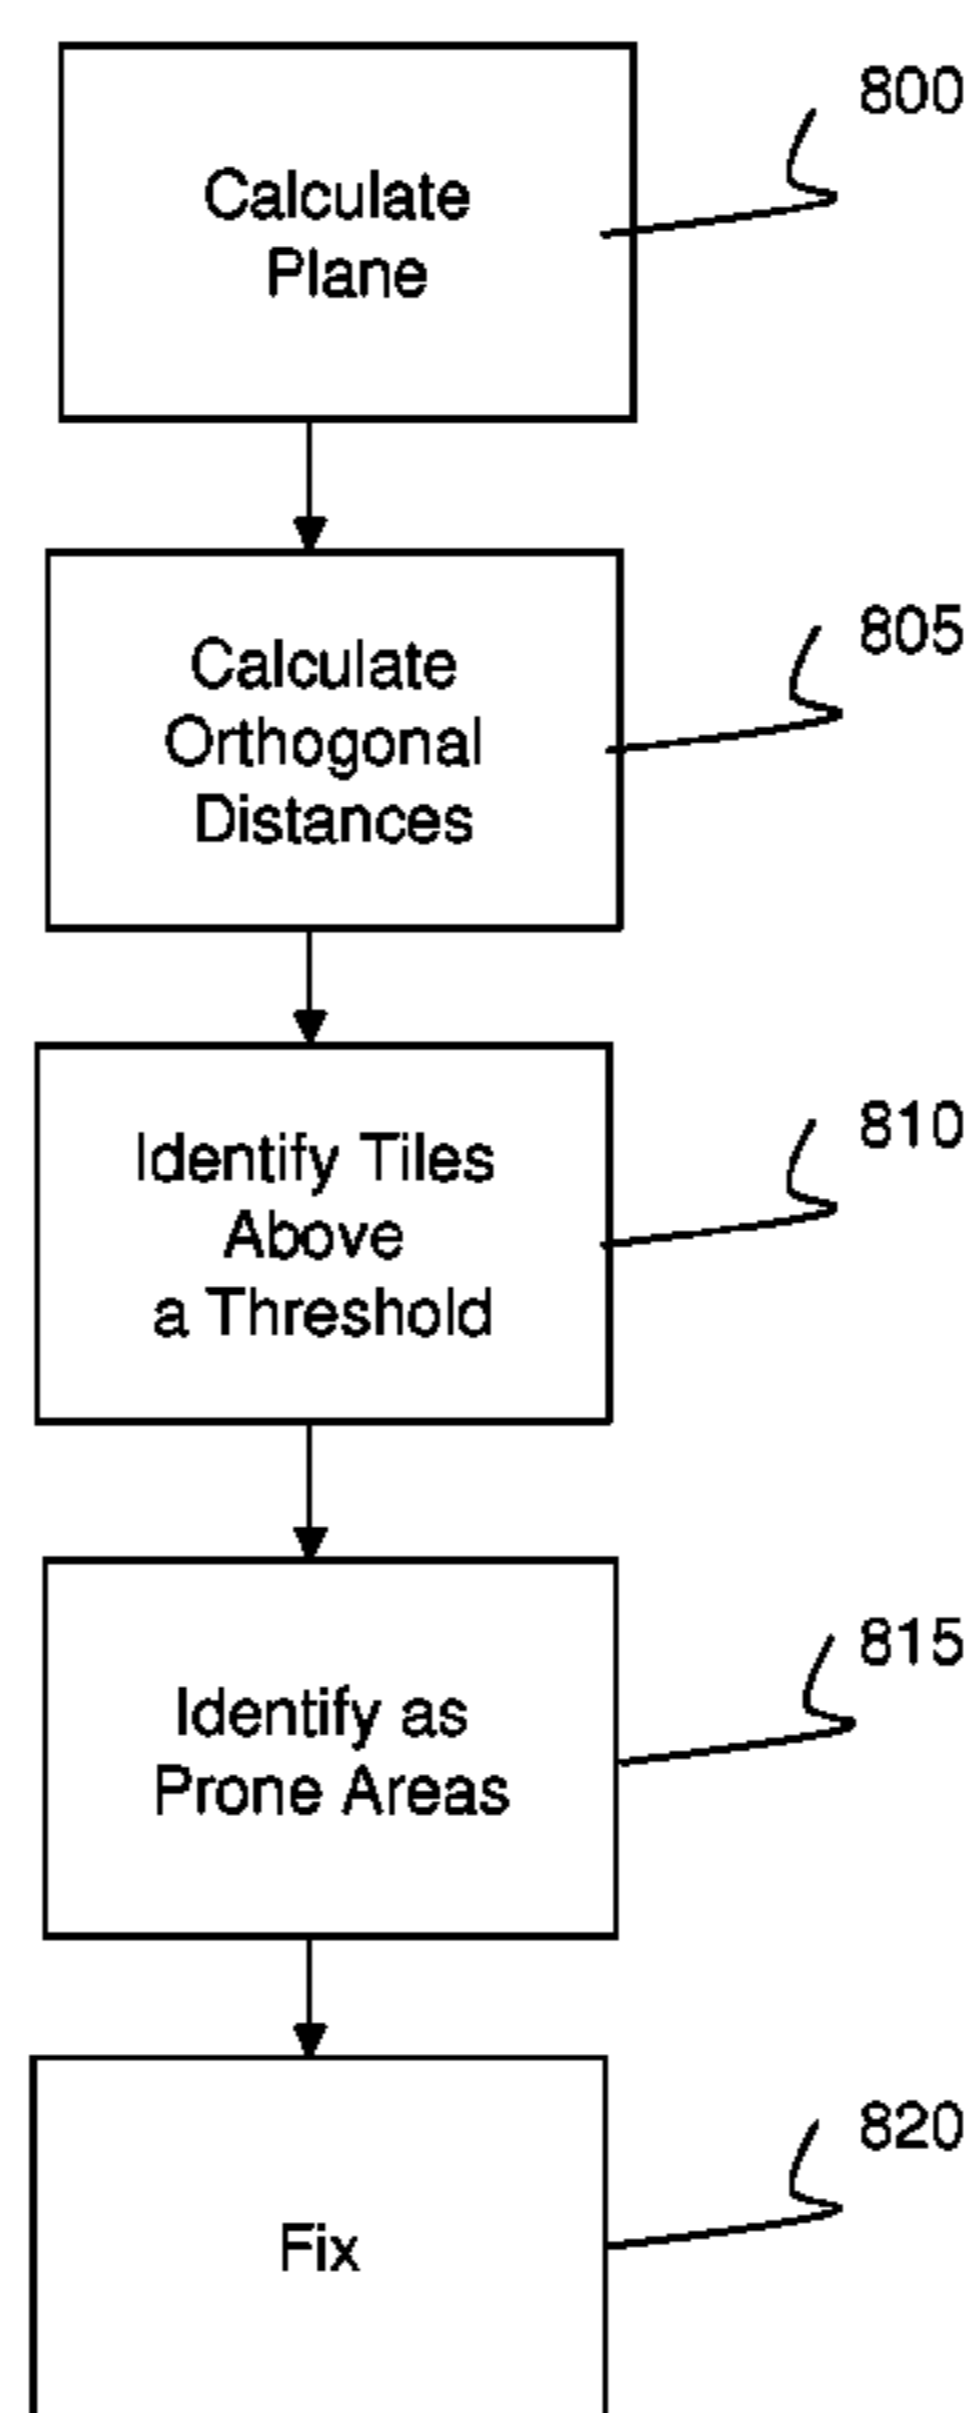 800
Calculate
Plane
805
Calculate
Orthogonal
Distances
810
Identify Tiles
Above
a Threshold
815
Identify as
Prone Areas
820
Fix